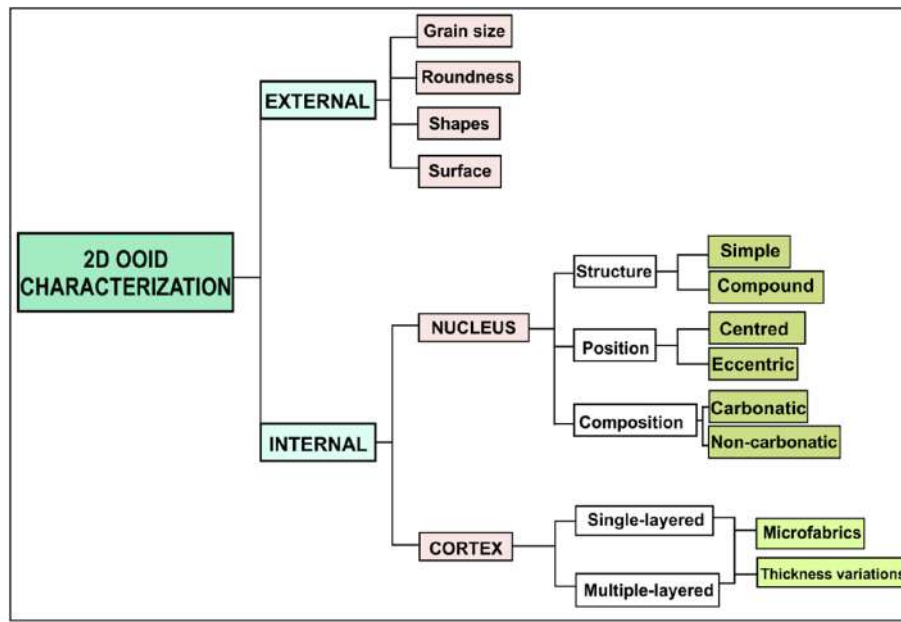 Grain size
Roundness
Shapes
Surface
EXTERNAL
2D OOID
CHARACTERIZATION
INTERNAL
NUCLEUS
Structure
Simple
Compound
Position
Centred
Eccentric
Composition
Carbonatic
Non-carbonatic
CORTEX
Single-layered
Multiple-layered
Microfabrics
Thickness variations